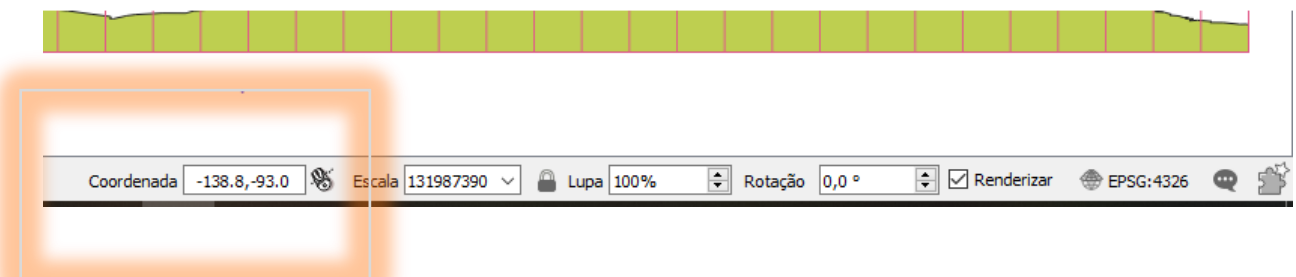 Coordenada -138.8,-93.0 Escala 131987390 Lupa 100% Rotação 0,0 ° Renderizar EPSG:4326